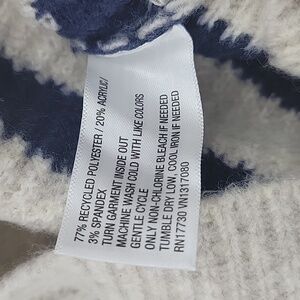 77% RECYCLED POLYESTER / 20% ACRYLIC/
3% SPANDEX
TURN GARMENT INSIDE OUT
MACHINE WASH COLD WITH LIKE COLORS
GENTLE CYCLE
ONLY NON-CHLORINE BLEACH IF NEEDED
TUMBLE DRY LOW, COOL IRON IF NEEDED
RN17730 VN1317080